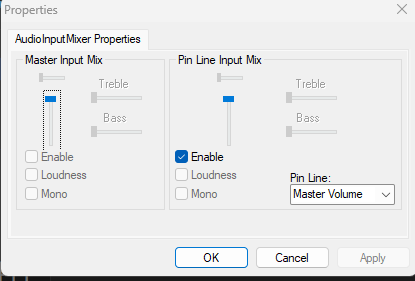 Properties
AudioInputMixer Properties
Master Input Mix
Treble
Bass
Enable
Loudness
Mono
Pin Line Input Mix
Treble
Bass
Enable
Loudness
Mono
Pin Line:
Master Volume
OK
Cancel
Apply